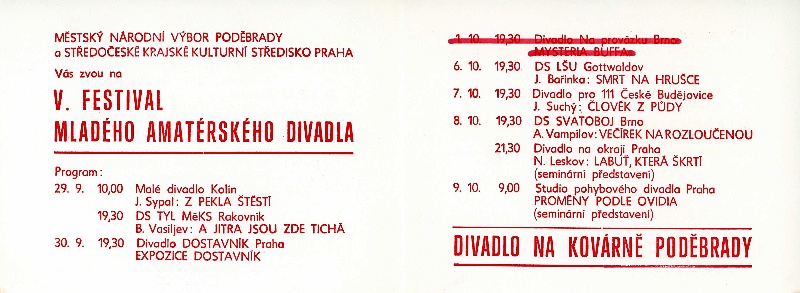 MĚSTSKÝ NÁRODNÍ VÝBOR PODĚBRADY
a STŘEDOČESKÉ KRAJSKÉ KULTURNÍ STŘEDISKO PRAHA
Vás zvou na
V. FESTIVAL
MLADÉHO AMATÉRSKÉHO DIVADLA
Program:
29. 9. 10,00 Malé divadlo Kolín
J. Sypal: Z PEKLA ŠTĚSTÍ
19,30 DS TYL MěKS Rakovník
B. Vasiljev: A JITRA JSOU ZDE TICHÁ
30. 9. 19,30 Divadlo DOSTAVNÍK Praha
EXPOZICE DOSTAVNÍK
1. 10. 19,30 Divadlo Na provázku Brno
MYSTERIA BUFFA
6. 10. 19,30 DS LŠU Gottwaldov
J. Bařinka: SMRT NA HRUŠCE
7. 10. 19,30 Divadlo pro 111 České Budějovice
J. Suchý: ČLOVĚK Z PŮDY
8. 10. 19,30 DS SVATOBOJ Brno
A. Vampilov: VEČÍREK NA ROZLOUČENOU
21,30 Divadlo na okraji Praha
N. Leskov: LABUŤ, KTERÁ ŠKRTÍ
(seminární představení)
9. 10. 9,00 Studio pohybového divadla Praha
PROMĚNY PODLE OVIDIA
(seminární představení)
DIVADLO NA KOVÁRNĚ PODĚBRADY